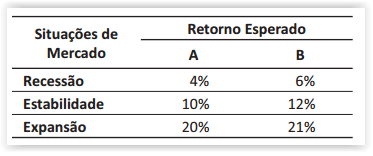 Situações de Mercado Retorno Esperado
A B
Recessão 4% 6%
Estabilidade 10% 12%
Expansão 20% 21%